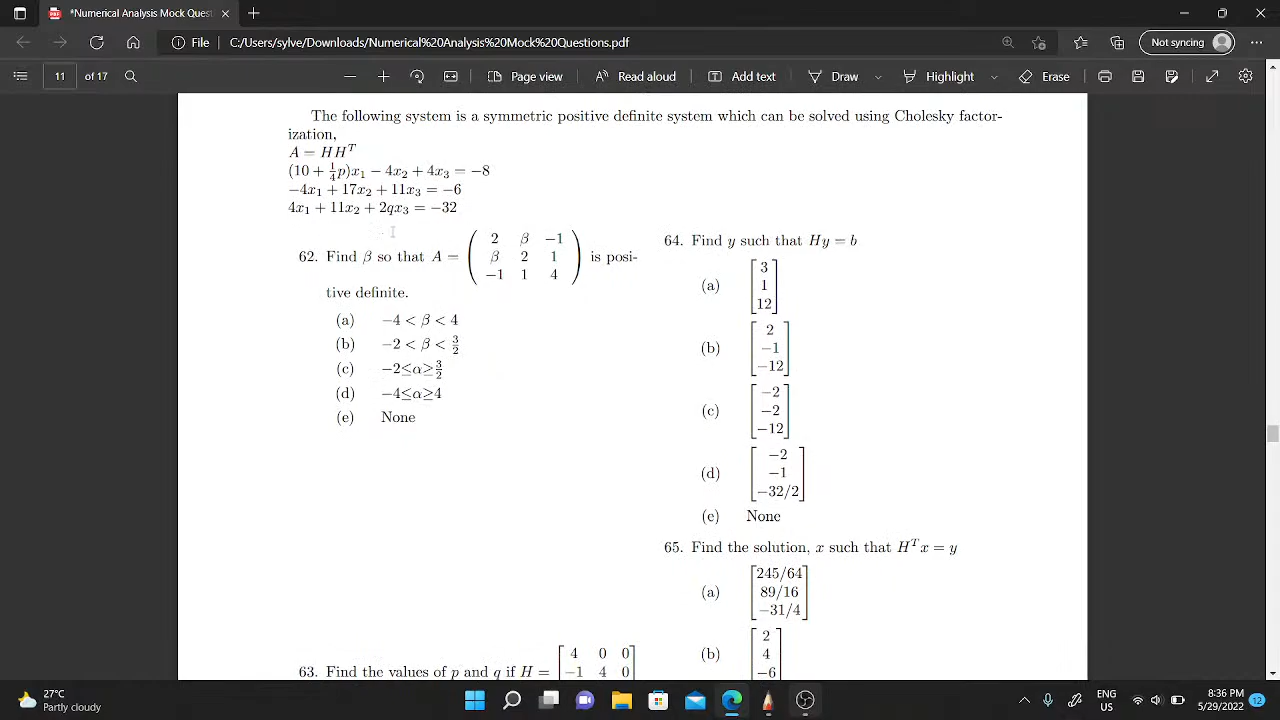 *Numerical Analysis Mock Quest
File C:/Users/sylve/Downloads/Numerical%20Analysis%20Mock%20Questions.pdf Not syncing
11 of 17 Page view Read aloud Add text Draw Highlight Erase
The following system is a symmetric positive definite system which can be solved using Cholesky factor-
ization,
A = HHᵀ
(10 + ¼p)x₁ − 4x₂ + 4x₃ = −8
−4x₁ + 17x₂ + 11x₃ = −6
4x₁ + 11x₂ + 2qx₃ = −32
62. Find β so that A = ( 2 β −1
β 2 1
−1 1 4 ) is posi-
tive definite.
(a) −4 < β < 4
(b) −2 < β < 3/2
(c) −2≤α≥3/2
(d) −4≤α≥4
(e) None
63. Find the values of p and q if H = [ 4 0 0
−1 4 0
64. Find y such that Hy = b
(a) [ 3
1
12 ]
(b) [ 2
−1
−12 ]
(c) [ −2
−2
−12 ]
(d) [ −2
−1
−32/2 ]
(e) None
65. Find the solution, x such that Hᵀx = y
(a) [ 245/64
89/16
−31/4 ]
(b) [ 2
4
−6
27°C
Partly cloudy
ENG
US
8:36 PM
5/29/2022
12